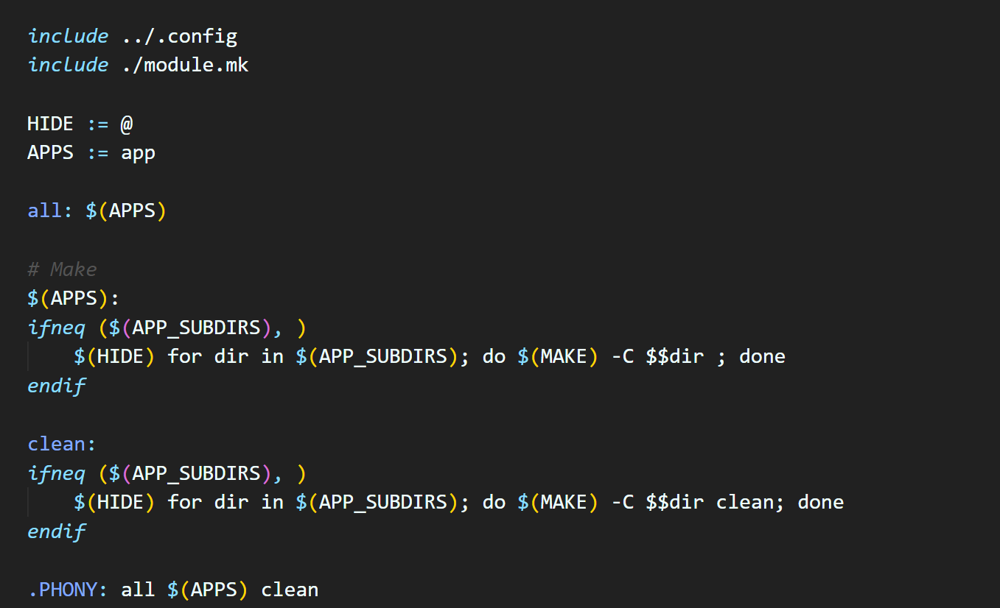 include ../.config
include ./module.mk
HIDE := @
APPS := app
all: $(APPS)
# Make
$(APPS):
ifneq ($(APP_SUBDIRS), )
$(HIDE) for dir in $(APP_SUBDIRS); do $(MAKE) -C $$dir ; done
endif
clean:
ifneq ($(APP_SUBDIRS), )
$(HIDE) for dir in $(APP_SUBDIRS); do $(MAKE) -C $$dir clean; done
endif
.PHONY: all $(APPS) clean